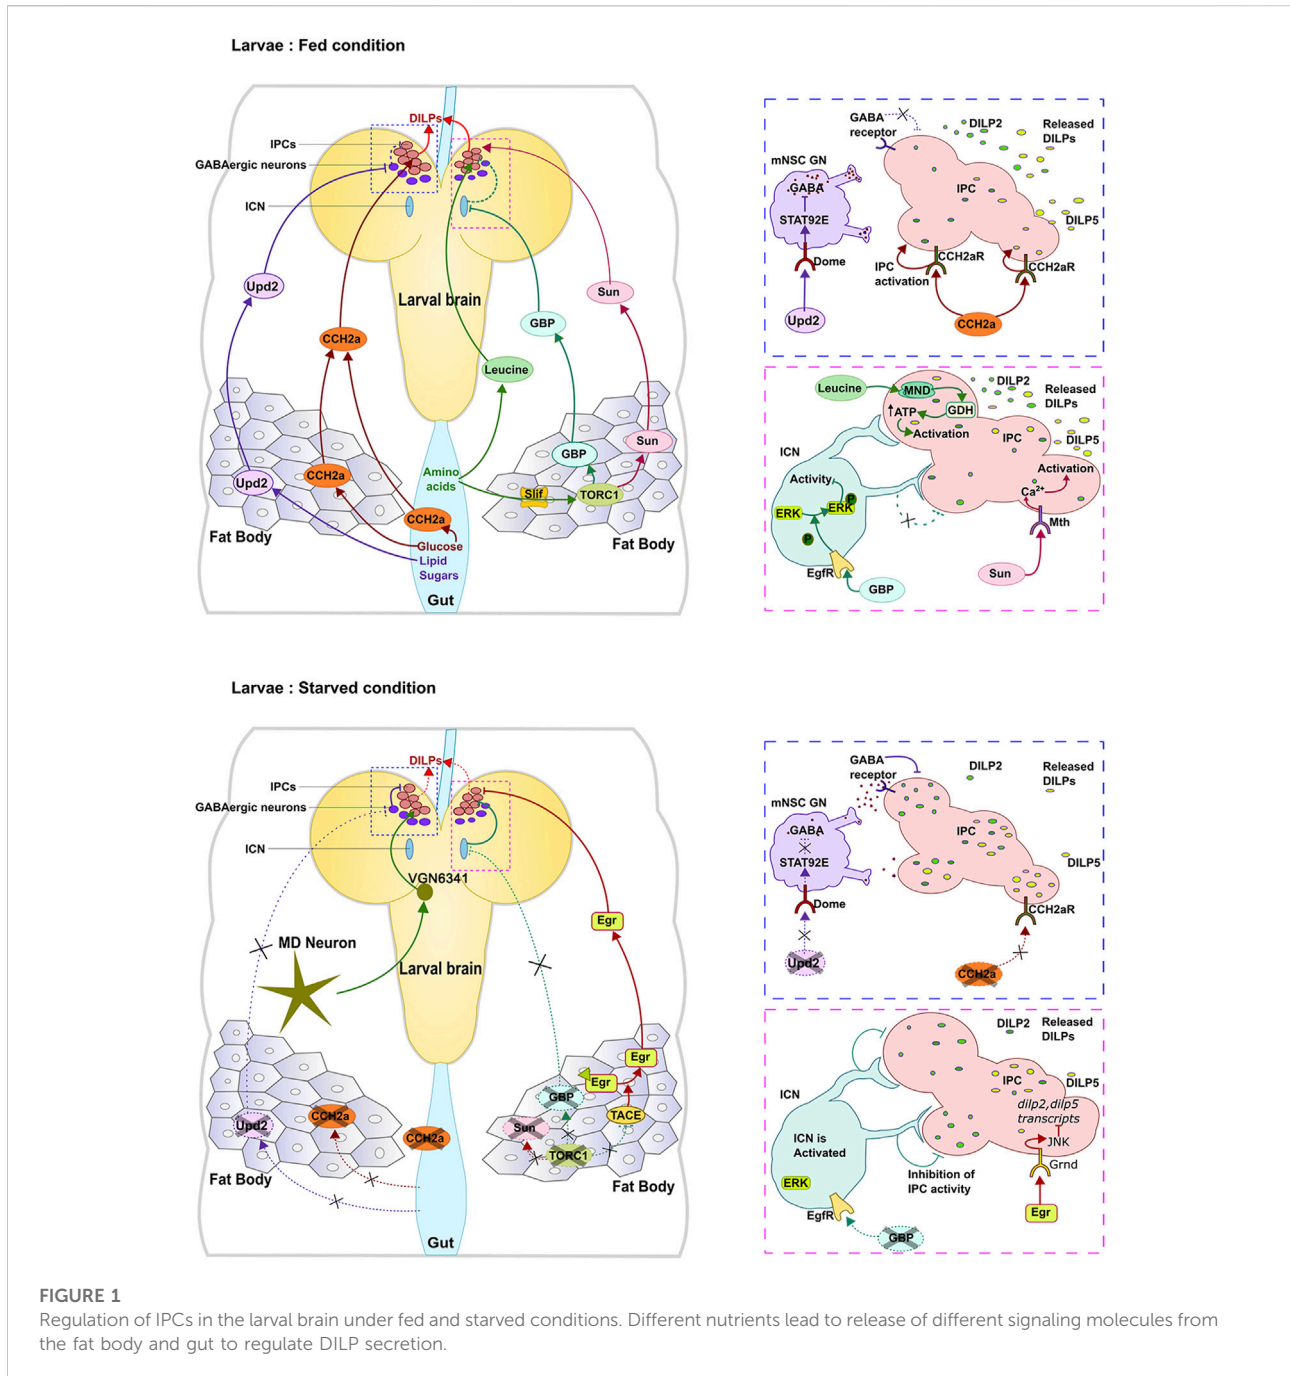 Larvae : Fed condition
DILPs
IPCs
GABAergic neurons
ICN
Upd2
CCH2a
Larval brain
Sun
GBP
Leucine
Upd2
CCH2a
CCH2a
Amino
acids
Slif
GBP
Sun
TORC1
Fat Body
Fat Body
Glucose
Lipid
Sugars
Gut
GABA
receptor
DILP2
Released
DILPs
mNSC GN
GABA
STAT92E
IPC
DILP5
Dome
IPC
activation
CCH2aR
CCH2aR
Upd2
CCH2a
Leucine
MND
GDH
ATP
Activation
DILP2
Released
DILPs
IPC
DILP5
ICN
Activity
ERK
ERK
P
P
Activation
Ca2+
Mth
EgfR
GBP
Sun
Larvae : Starved condition
DILPs
IPCs
GABAergic neurons
ICN
VGN6341
MD Neuron
Larval brain
Egr
Egr
Egr
GBP
TACE
Sun
TORC1
Upd2
CCH2a
CCH2a
Fat Body
Fat Body
Gut
GABA
receptor
DILP2
Released
DILPs
mNSC GN
GABA
STAT92E
IPC
DILP5
Dome
CCH2aR
Upd2
CCH2a
DILP2
Released
DILPs
IPC
DILP5
ICN
dilp2,dilp5
transcripts
JNK
Grnd
ICN is
Activated
ERK
Inhibition of
IPC activity
EgfR
GBP
Egr
FIGURE 1
Regulation of IPCs in the larval brain under fed and starved conditions. Different nutrients lead to release of different signaling molecules from
the fat body and gut to regulate DILP secretion.